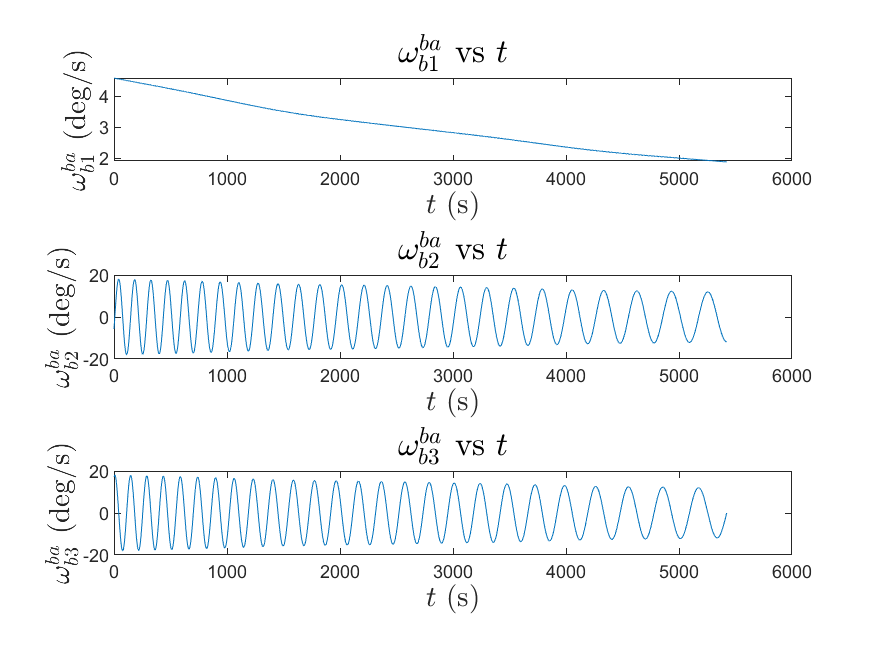 ω_{b1}^{ba} vs t
ω_{b1}^{ba} (deg/s)
4
3
2
0 1000 2000 3000 4000 5000 6000
t (s)
ω_{b2}^{ba} vs t
ω_{b2}^{ba} (deg/s)
20
0
-20
0 1000 2000 3000 4000 5000 6000
t (s)
ω_{b3}^{ba} vs t
ω_{b3}^{ba} (deg/s)
20
0
-20
0 1000 2000 3000 4000 5000 6000
t (s)